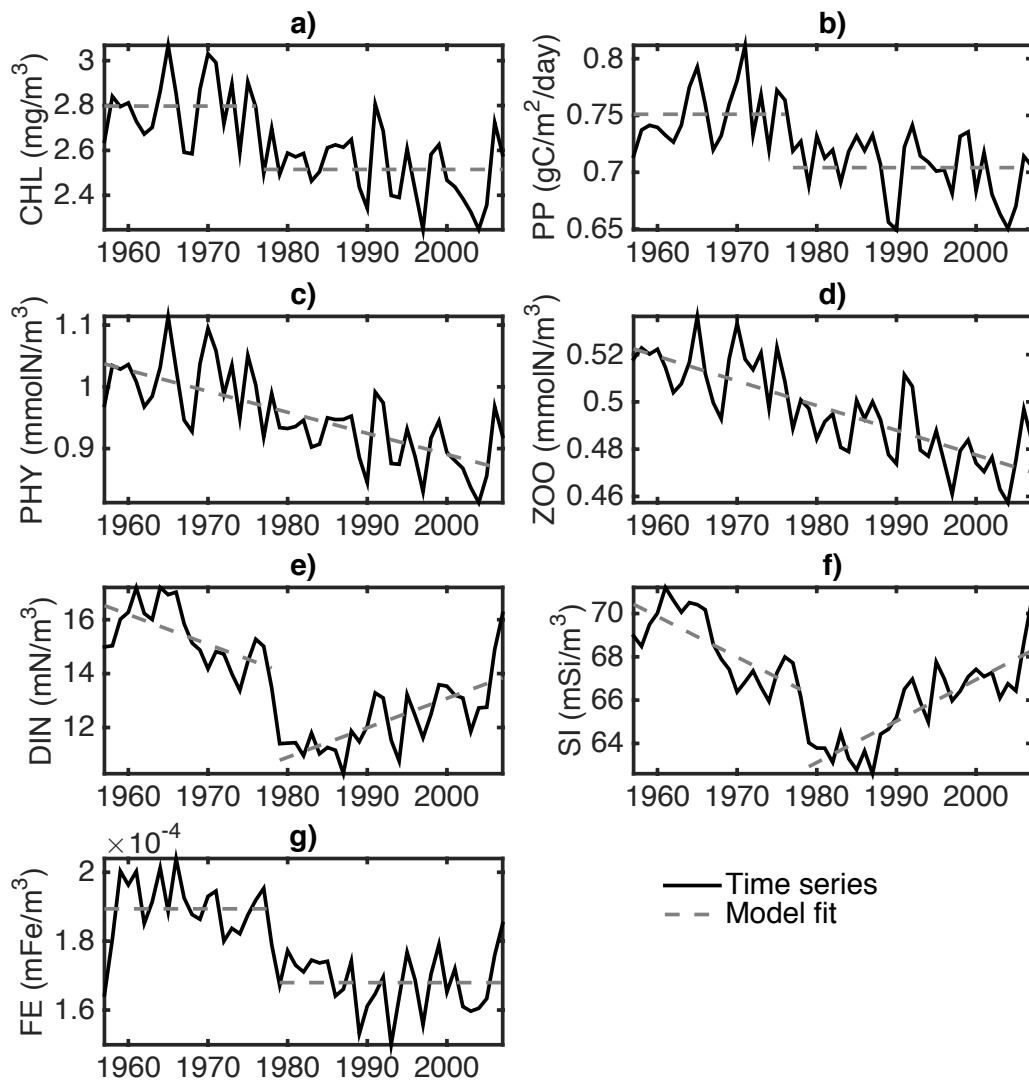 a)
CHL (mg/m³)
3
2.8
2.6
2.4
1960 1970 1980 1990 2000
b)
PP (gC/m²/day)
0.8
0.75
0.7
0.65
1960 1970 1980 1990 2000
c)
PHY (mmolN/m³)
1.1
1
0.9
1960 1970 1980 1990 2000
d)
ZOO (mmolN/m³)
0.52
0.5
0.48
0.46
1960 1970 1980 1990 2000
e)
DIN (mN/m³)
16
14
12
1960 1970 1980 1990 2000
f)
SI (mSi/m³)
70
68
66
64
1960 1970 1980 1990 2000
g)
×10⁻⁴
FE (mFe/m³)
2
1.8
1.6
1960 1970 1980 1990 2000
Time series
Model fit